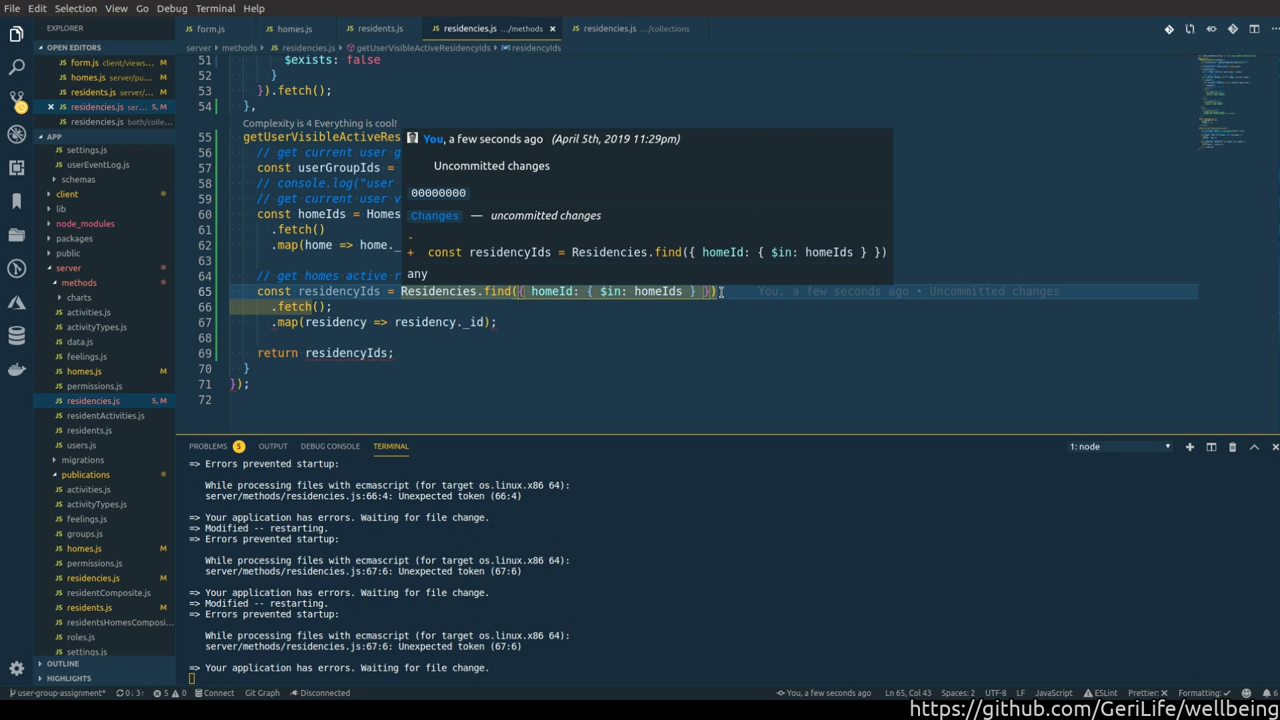 File Edit Selection View Go Debug Terminal Help
EXPLORER
OPEN EDITORS
form.js client/views...
homes.js server/pu... M
residents.js server/... M
residencies.js ser... 5, M
residencies.js both/colle...
APP
settings.js
userEventLog.js
schemas
client
lib
node_modules
packages
public
server
methods
charts
activities.js
activityTypes.js
data.js
feelings.js
homes.js M
permissions.js
residencies.js 5, M
residentActivities.js
residents.js
users.js
migrations
publications
activities.js
activityTypes.js
feelings.js
groups.js
homes.js M
permissions.js
residencies.js M
residentComposite.js
residents.js M
residentsHomesComposi...
roles.js
settings.js
OUTLINE
HIGHLIGHTS
form.js homes.js residents.js residencies.js .../methods residencies.js .../collections
server methods residencies.js getUserVisibleActiveResidencyIds residencyIds
51 $exists: false
52 }
53 }).fetch();
54 },
Complexity is 4 Everything is cool!
55 getUserVisibleActiveRes
56 // get current user g
57 const userGroupIds =
58 // console.log("user
59 // get current user v
60 const homeIds = Homes
61 .fetch()
62 .map(home => home._
63
64 // get homes active r
65 const residencyIds = Residencies.find({ homeId: { $in: homeIds } }) You, a few seconds ago • Uncommitted changes
66 .fetch();
67 .map(residency => residency._id);
68
69 return residencyIds;
70 }
71 });
72
You, a few seconds ago (April 5th, 2019 11:29pm)
Uncommitted changes
00000000
Changes — uncommitted changes
-
+ const residencyIds = Residencies.find({ homeId: { $in: homeIds } })
any
PROBLEMS 5 OUTPUT DEBUG CONSOLE TERMINAL 1: node
=> Errors prevented startup:
While processing files with ecmascript (for target os.linux.x86 64):
server/methods/residencies.js:66:4: Unexpected token (66:4)
=> Your application has errors. Waiting for file change.
=> Modified -- restarting.
=> Errors prevented startup:
While processing files with ecmascript (for target os.linux.x86 64):
server/methods/residencies.js:67:6: Unexpected token (67:6)
=> Your application has errors. Waiting for file change.
=> Modified -- restarting.
=> Errors prevented startup:
While processing files with ecmascript (for target os.linux.x86 64):
server/methods/residencies.js:67:6: Unexpected token (67:6)
=> Your application has errors. Waiting for file change.
user-group-assignment* 0↓ 3↑ 5 0 Connect Git Graph Disconnected You, a few seconds ago Ln 65, Col 43 Spaces: 2 UTF-8 LF JavaScript ESLint Prettier: ✕ Formatting: ✓ 6
https://github.com/GeriLife/wellbeing